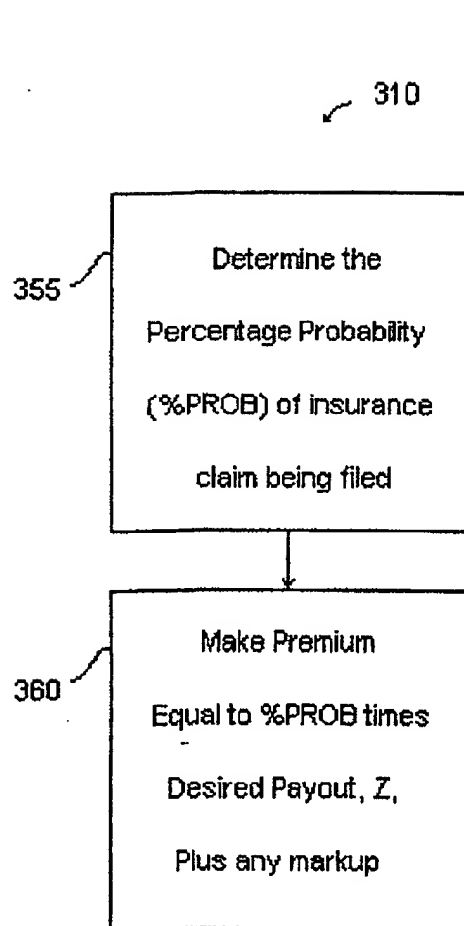 310
355
Determine the
Percentage Probability
(%PROB) of insurance
claim being filed
360
Make Premium
Equal to %PROB times
Desired Payout, Z,
Plus any markup